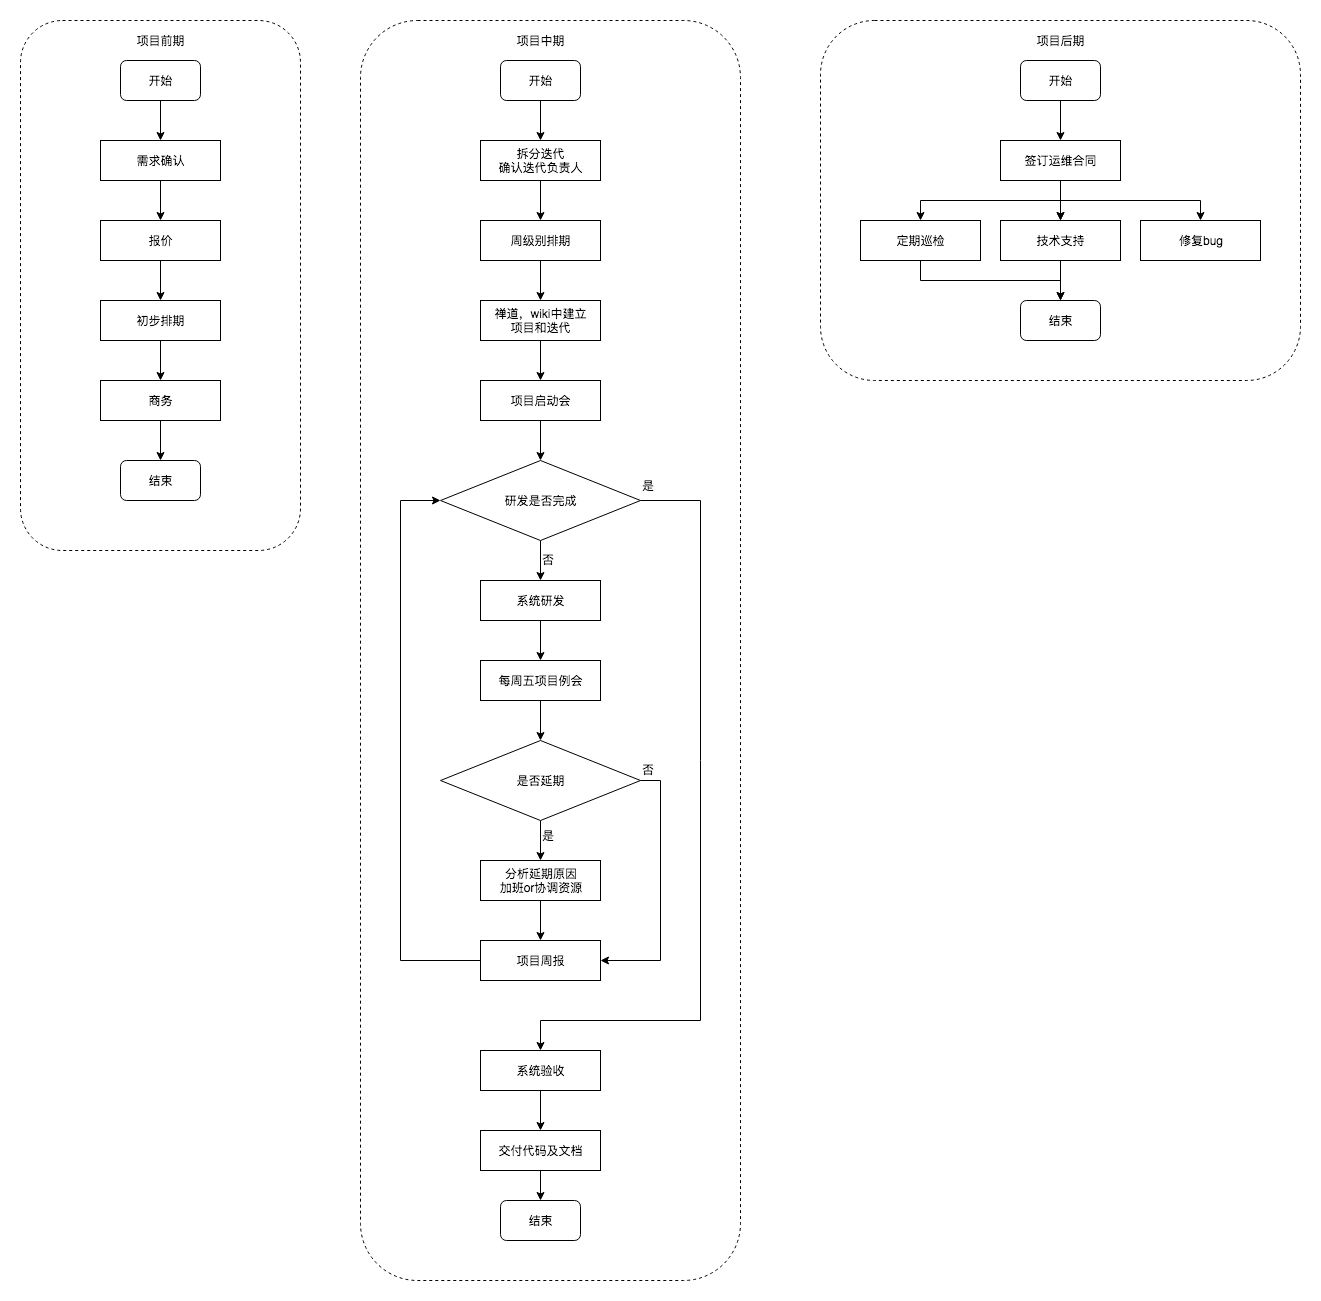 项目前期
开始
需求确认
报价
初步排期
商务
结束
项目中期
开始
拆分迭代
确认迭代负责人
周级别排期
禅道，wiki中建立
项目和迭代
项目启动会
研发是否完成
是
否
系统研发
每周五项目例会
是否延期
否
是
分析延期原因
加班or协调资源
项目周报
系统验收
交付代码及文档
结束
项目后期
开始
签订运维合同
定期巡检
技术支持
修复bug
结束